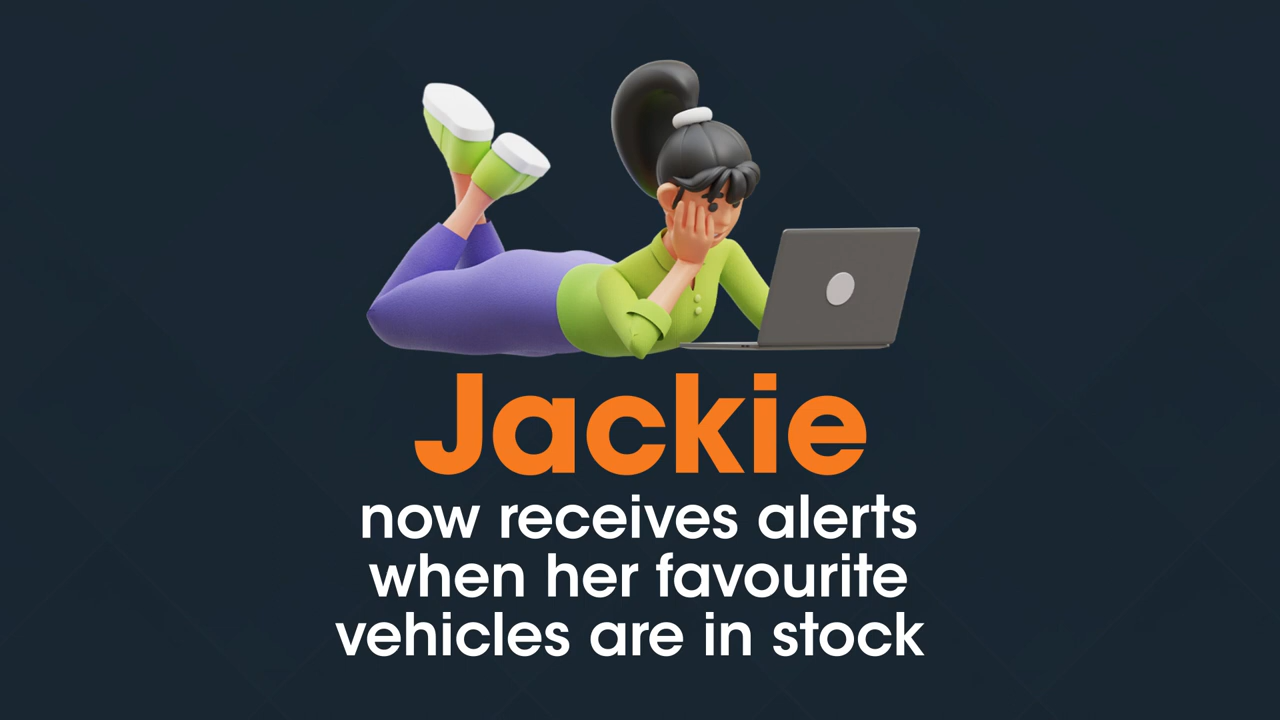 Jackie
now receives alerts
when her favourite
vehicles are in stock